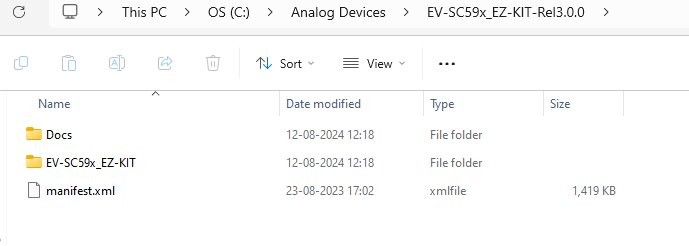 This PC > OS (C:) > Analog Devices > EV-SC59x_EZ-KIT-Rel3.0.0 >
Sort View
Name Date modified Type Size
Docs 12-08-2024 12:18 File folder
EV-SC59x_EZ-KIT 12-08-2024 12:18 File folder
manifest.xml 23-08-2023 17:02 xmlfile 1,419 KB